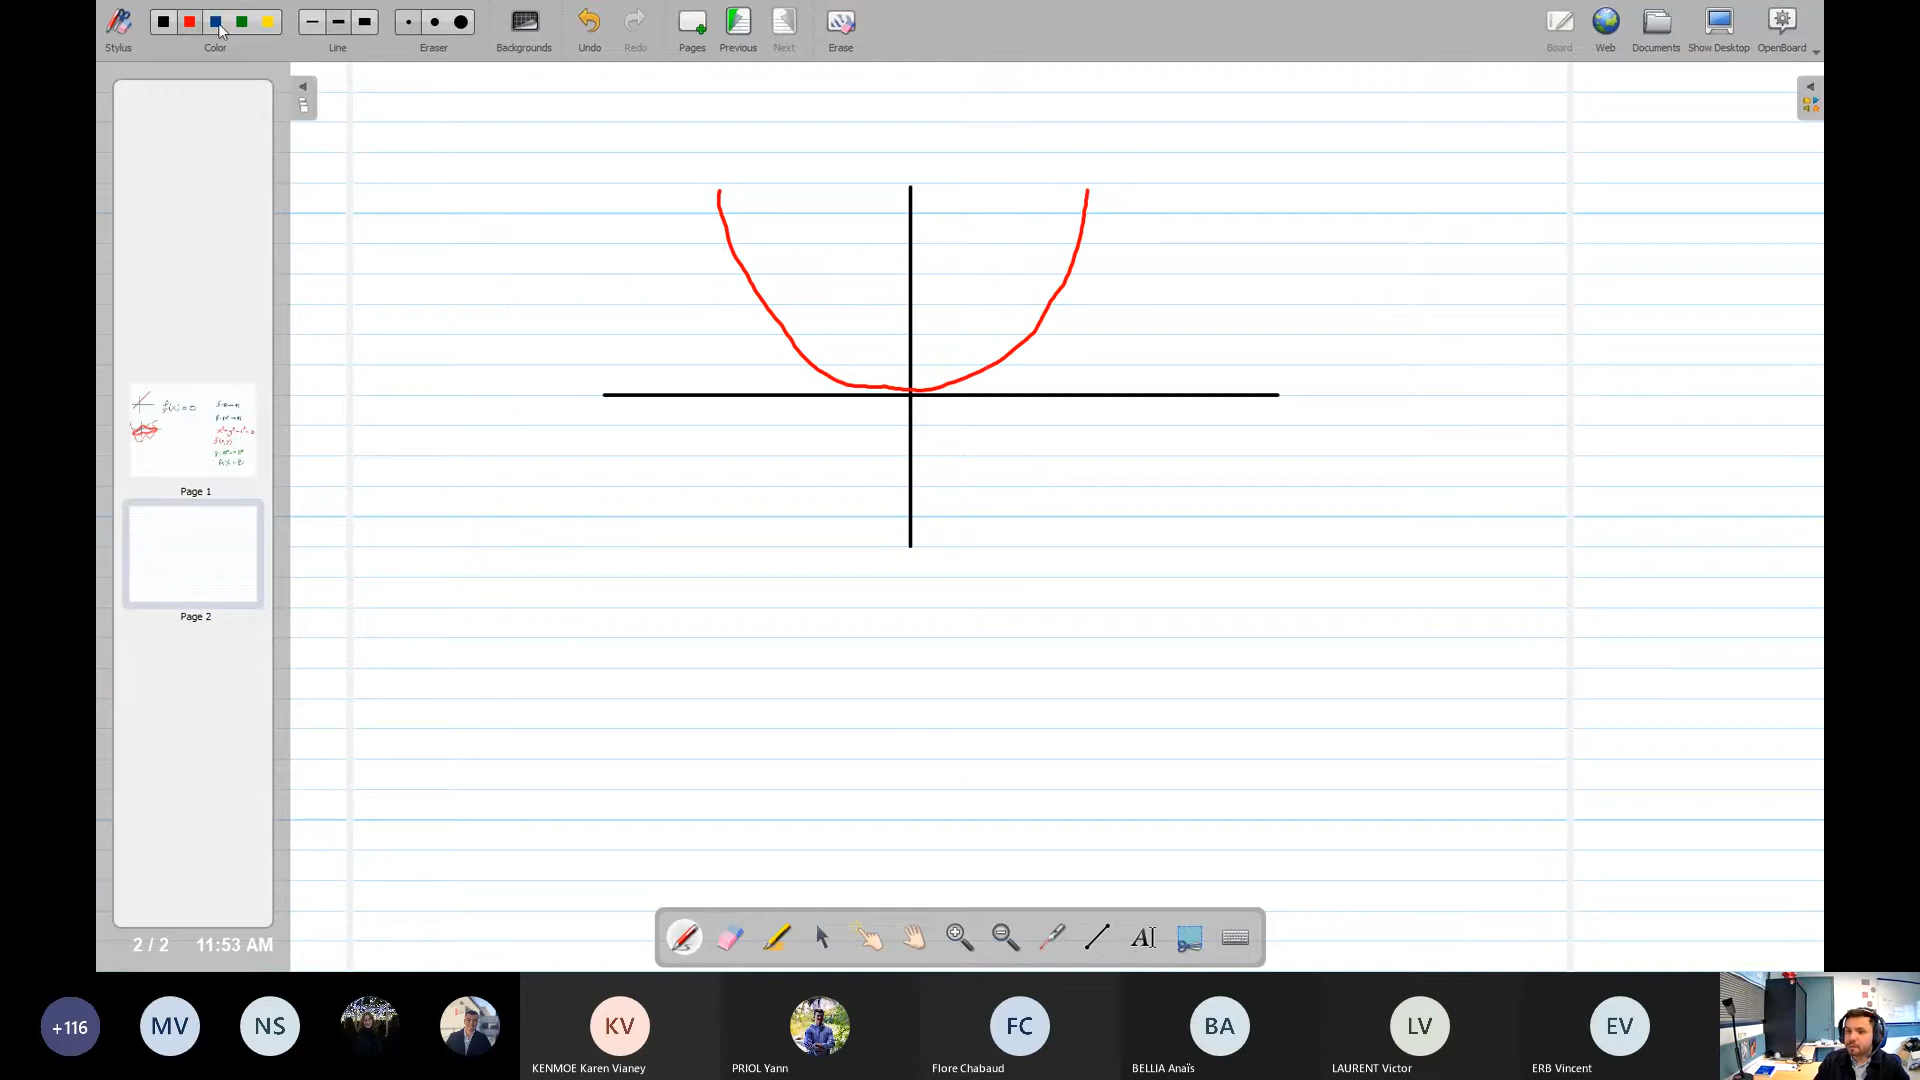 Stylus
Color
Line
Eraser
Backgrounds
Undo
Redo
Pages
Previous
Next
Erase
Board
Web
Documents
Show Desktop
OpenBoard
Page 1
Page 2
2 / 2 11:53 AM
+116
MV
NS
KV
KENMOE Karen Vianey
PRIOL Yann
FC
Flore Chabaud
BA
BELLIA Anaïs
LV
LAURENT Victor
EV
ERB Vincent